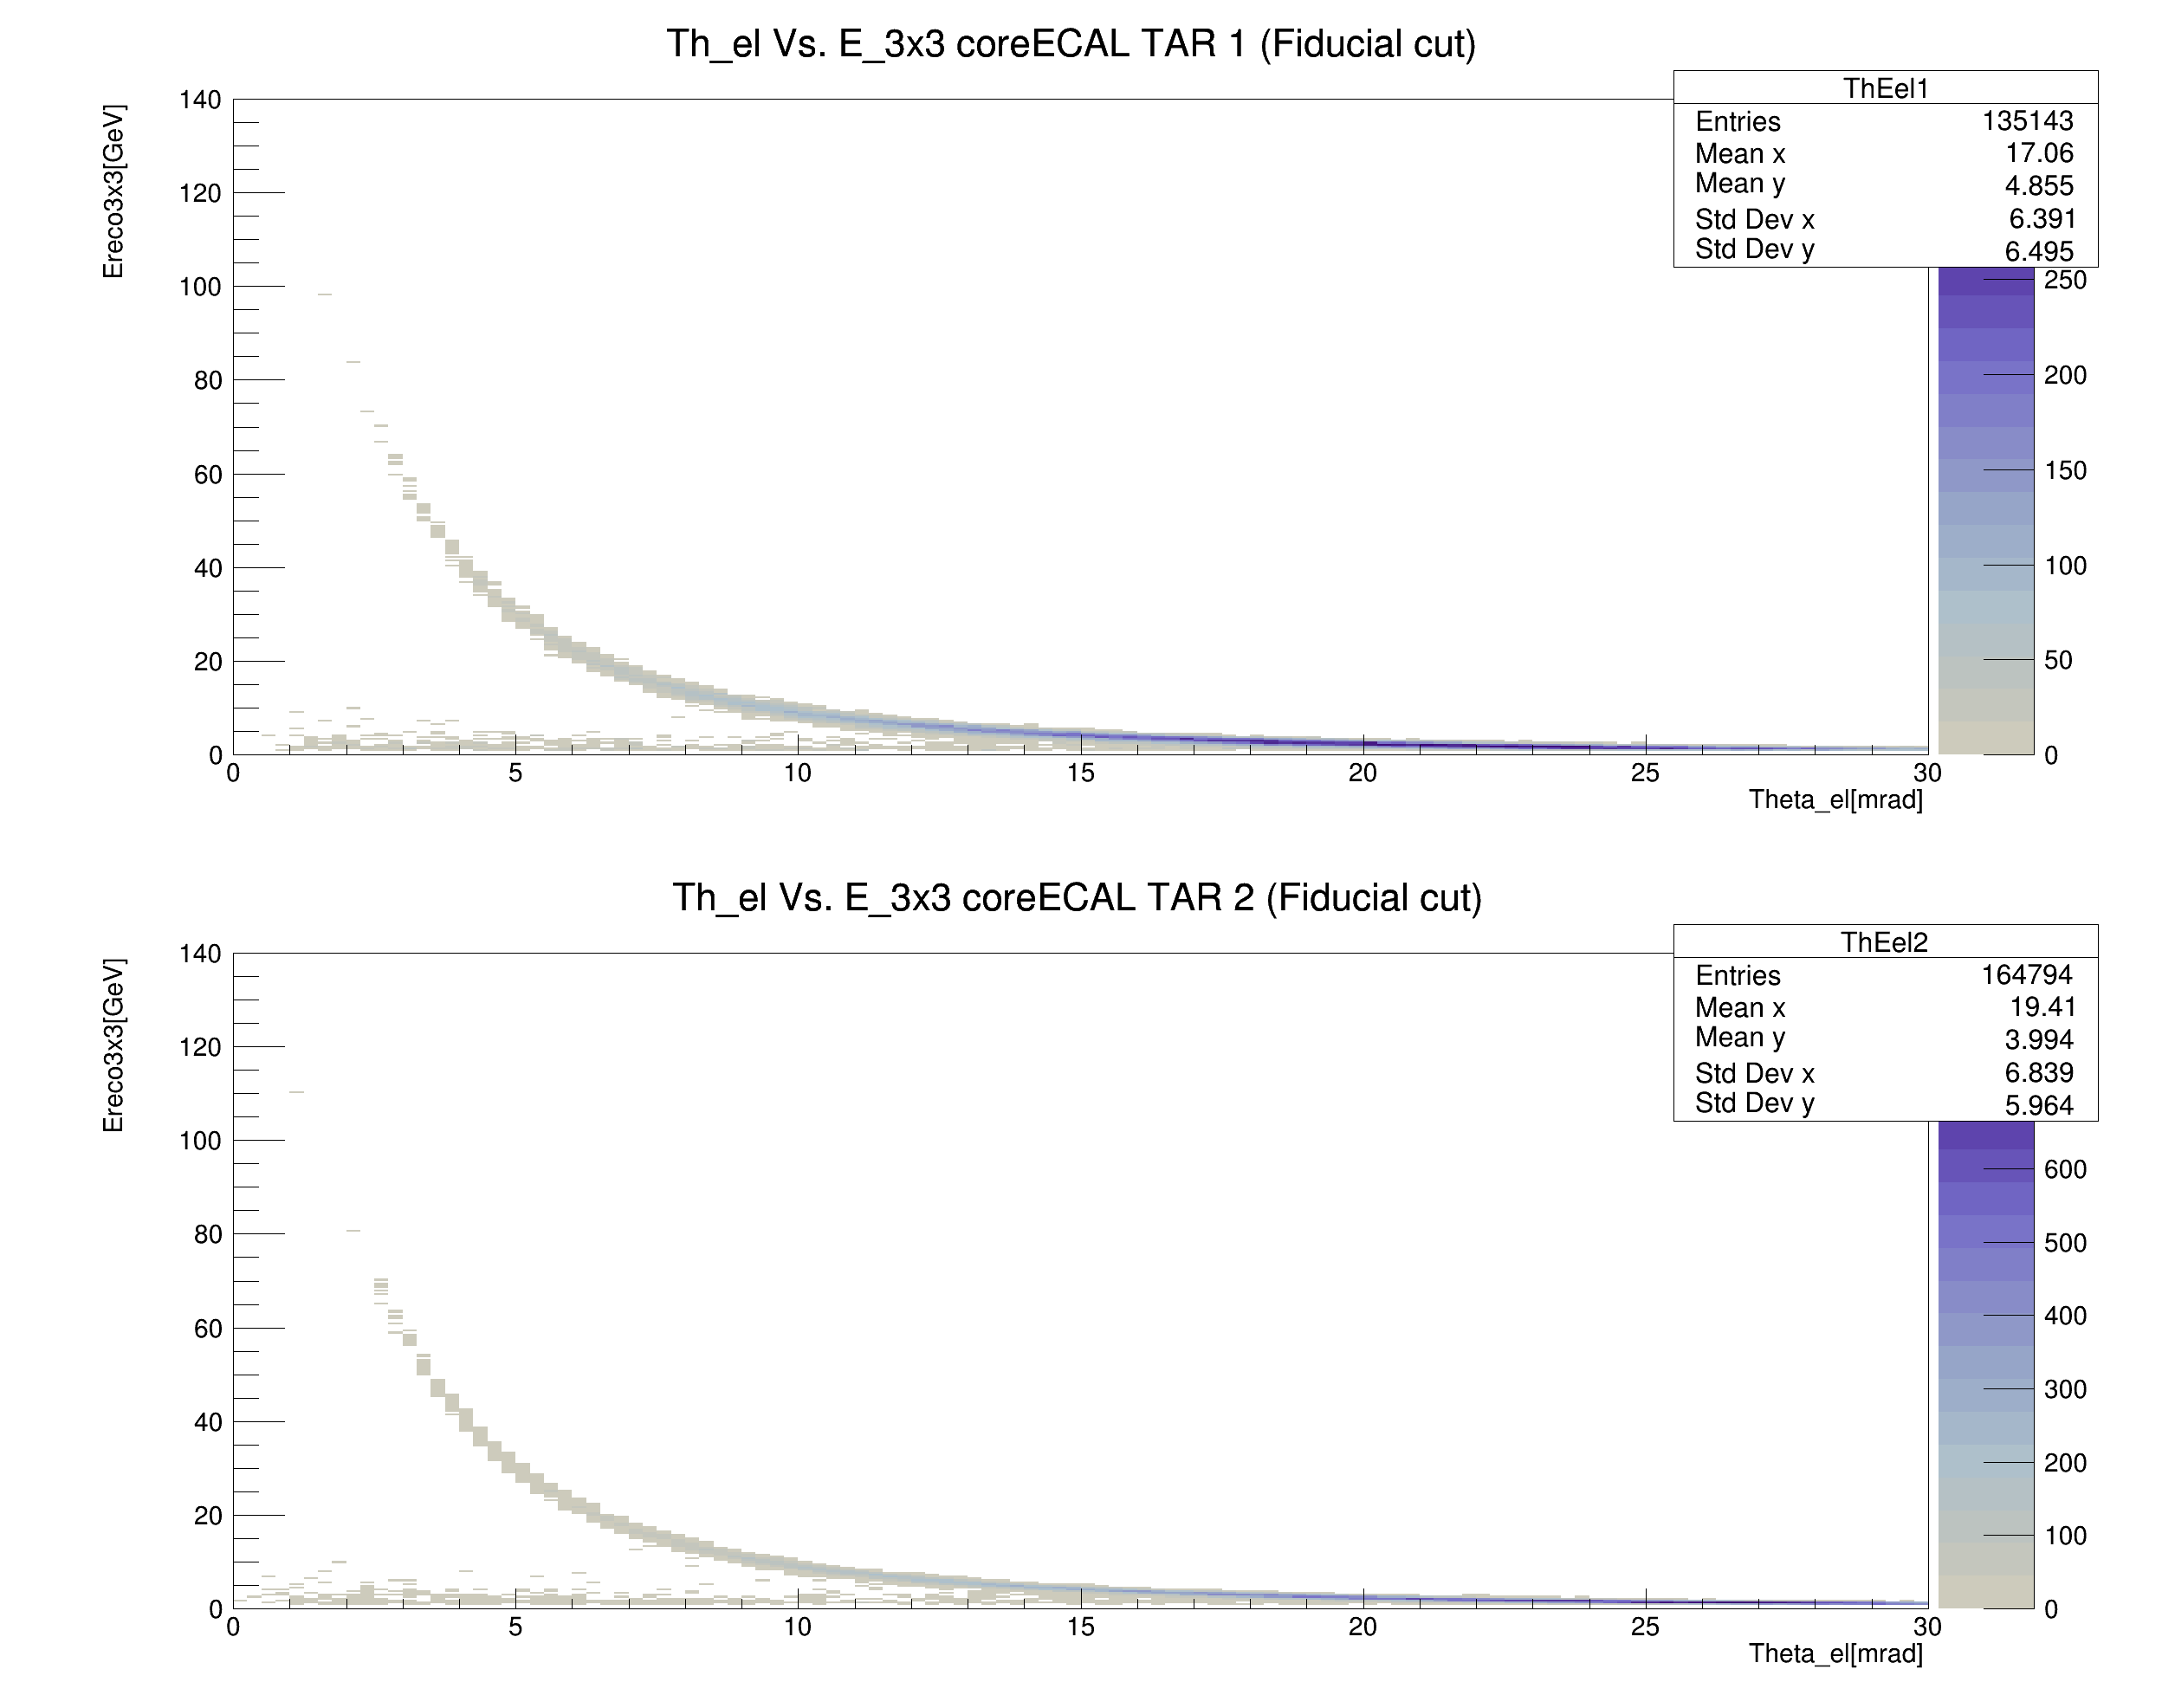 Th_el Vs. E_3x3 coreECAL TAR 1 (Fiducial cut)
Ereco3x3[GeV]
140
120
100
80
60
40
20
0
0 5 10 15 20 25 30
Theta_el[mrad]
ThEel1
Entries 135143
Mean x 17.06
Mean y 4.855
Std Dev x 6.391
Std Dev y 6.495
250
200
150
100
50
0
Th_el Vs. E_3x3 coreECAL TAR 2 (Fiducial cut)
Ereco3x3[GeV]
140
120
100
80
60
40
20
0
0 5 10 15 20 25 30
Theta_el[mrad]
ThEel2
Entries 164794
Mean x 19.41
Mean y 3.994
Std Dev x 6.839
Std Dev y 5.964
600
500
400
300
200
100
0